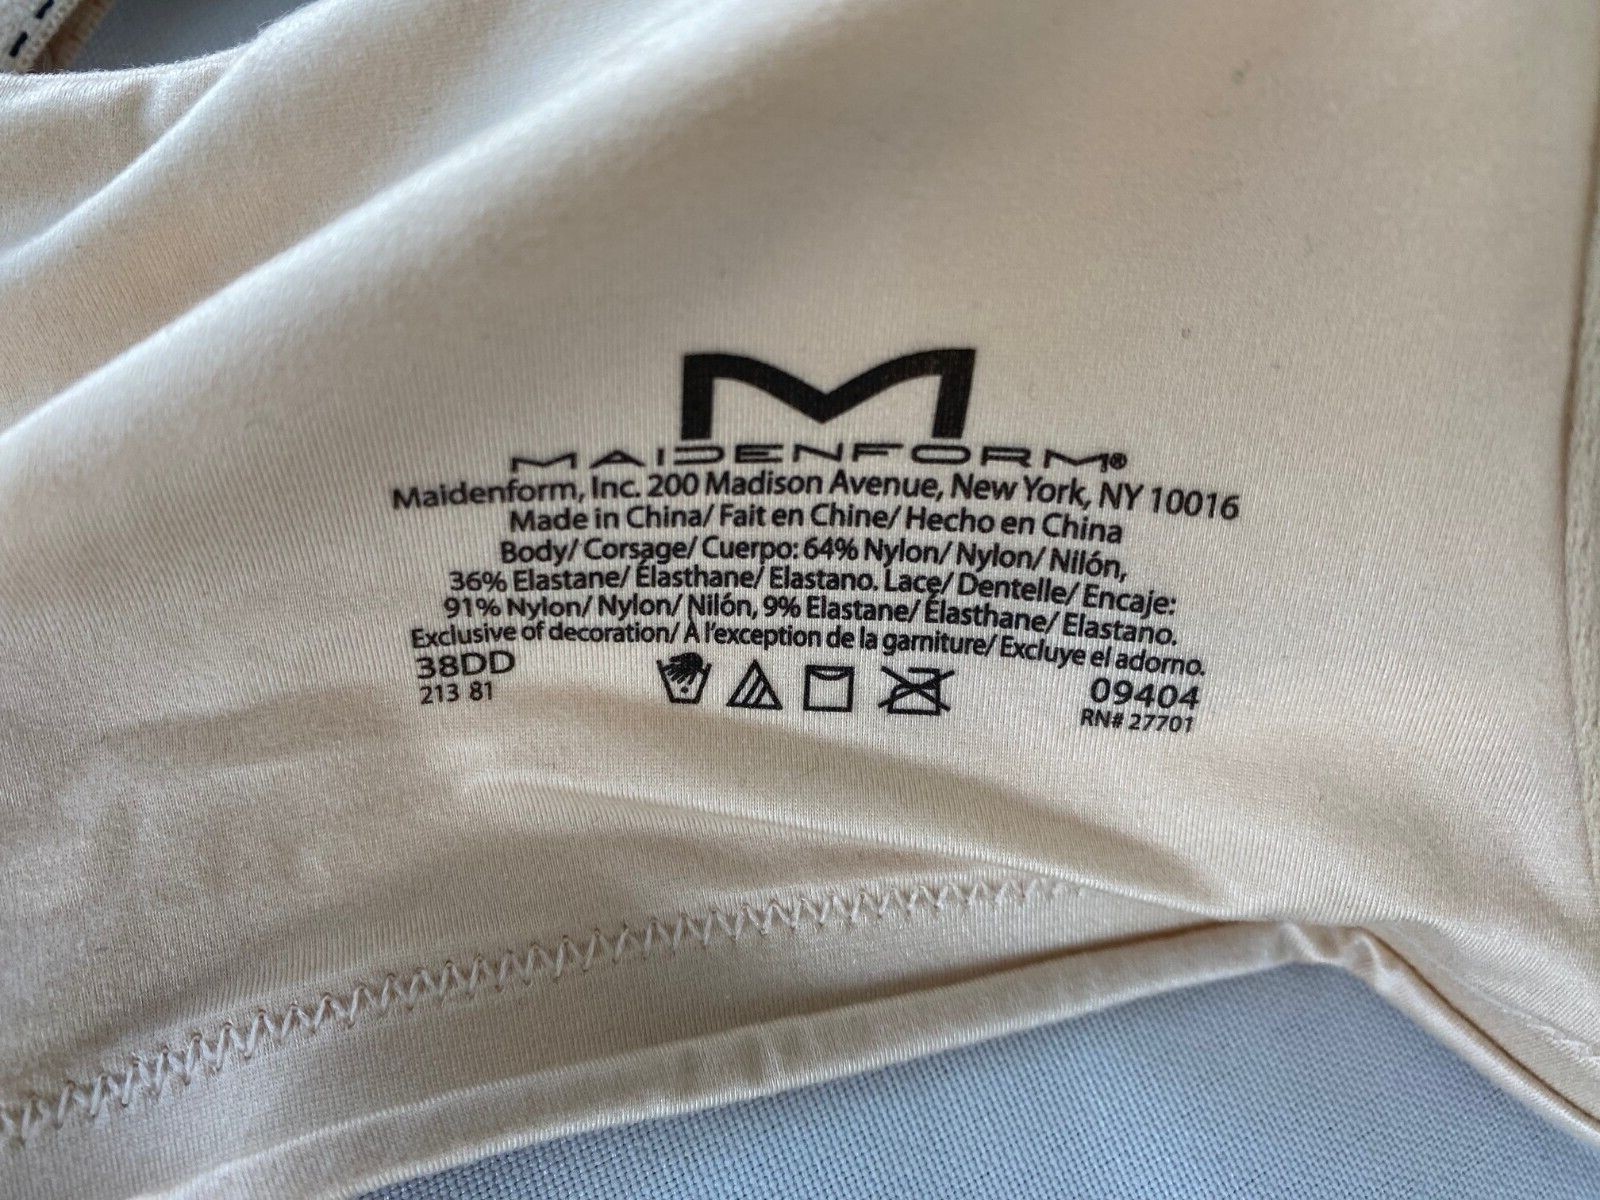 M
MAIDENFORM®
Maidenform, Inc. 200 Madison Avenue, New York, NY 10016
Made in China/ Fait en Chine/ Hecho en China
Body/ Corsage/ Cuerpo: 64% Nylon/ Nylon/ Nilón,
36% Elastane/ Élasthane/ Elastano. Lace/ Dentelle/ Encaje:
91% Nylon/ Nylon/ Nilón, 9% Elastane/ Élasthane/ Elastano.
Exclusive of decoration/ À l'exception de la garniture/ Excluye el adorno.
38DD 09404
213 81 RN# 27701